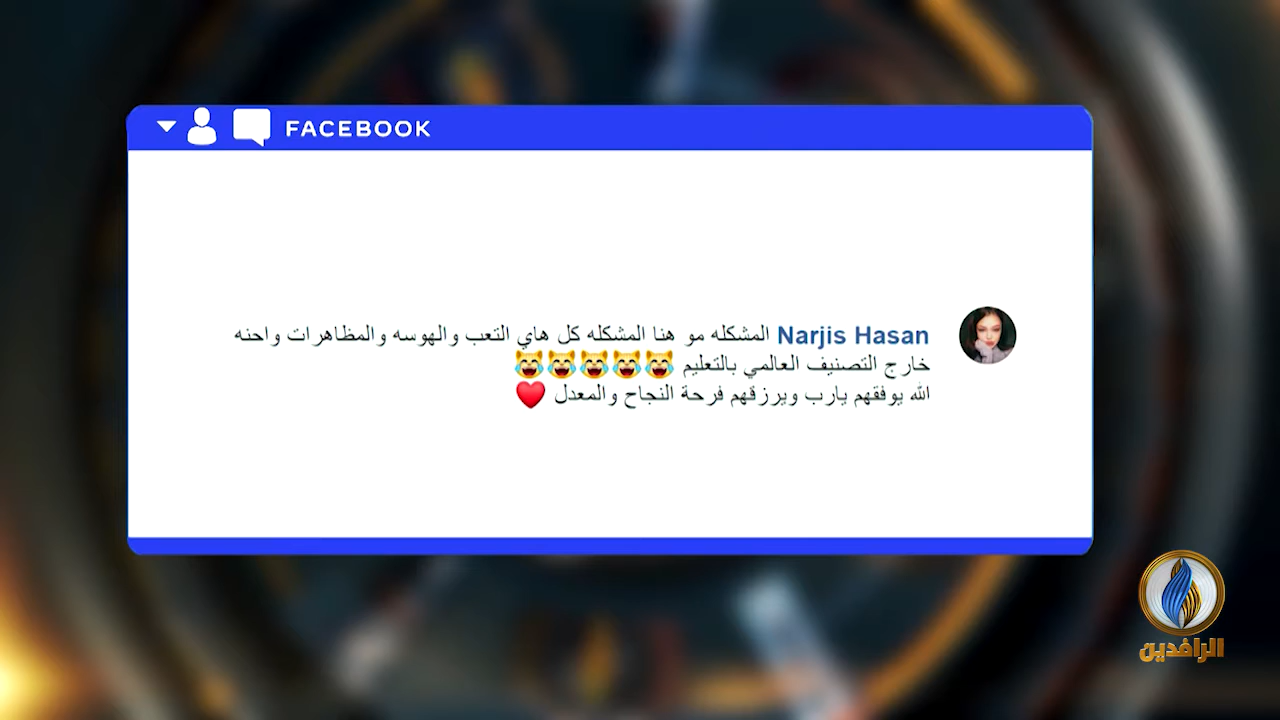 FACEBOOK
Narjis Hasan المشكله مو هنا المشكله كل هاي التعب والهوسه والمظاهرات واحنه
خارج التصنيف العالمي بالتعليم 😹😹😹😹😹
الله يوفقهم يارب ويرزقهم فرحة النجاح والمعدل ❤️
الرافدين